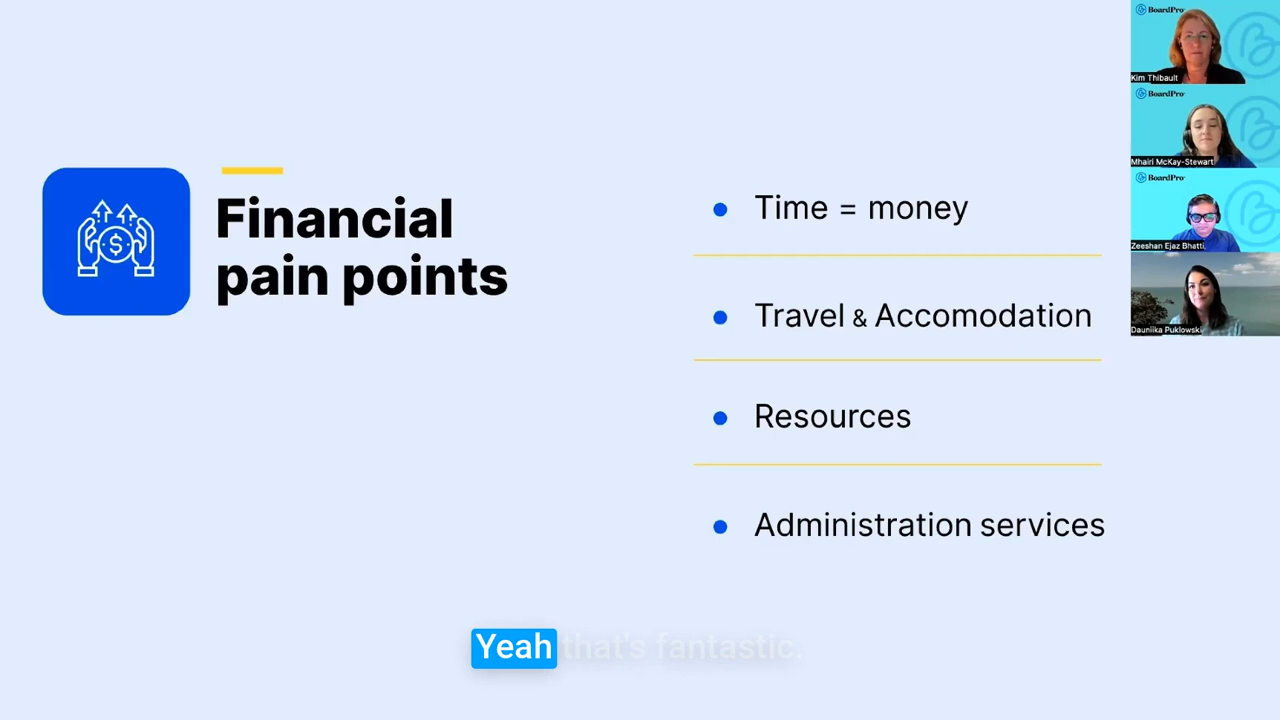 Financial
pain points
Time = money
Travel & Accomodation
Resources
Administration services
BoardPro
Kim Thibault
BoardPro
Mhairi McKay-Stewart
BoardPro
Zeeshan Ejaz Bhatti,
Dauniika Puklowski
Yeah that's fantastic.